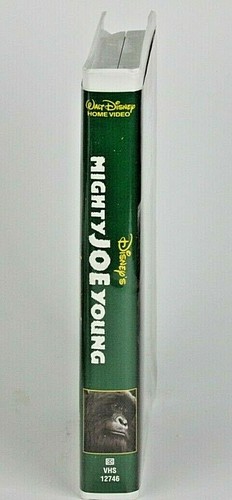 WALT DISNEY
HOME VIDEO
DISNEY'S
MIGHTY JOE YOUNG
VHS
12746